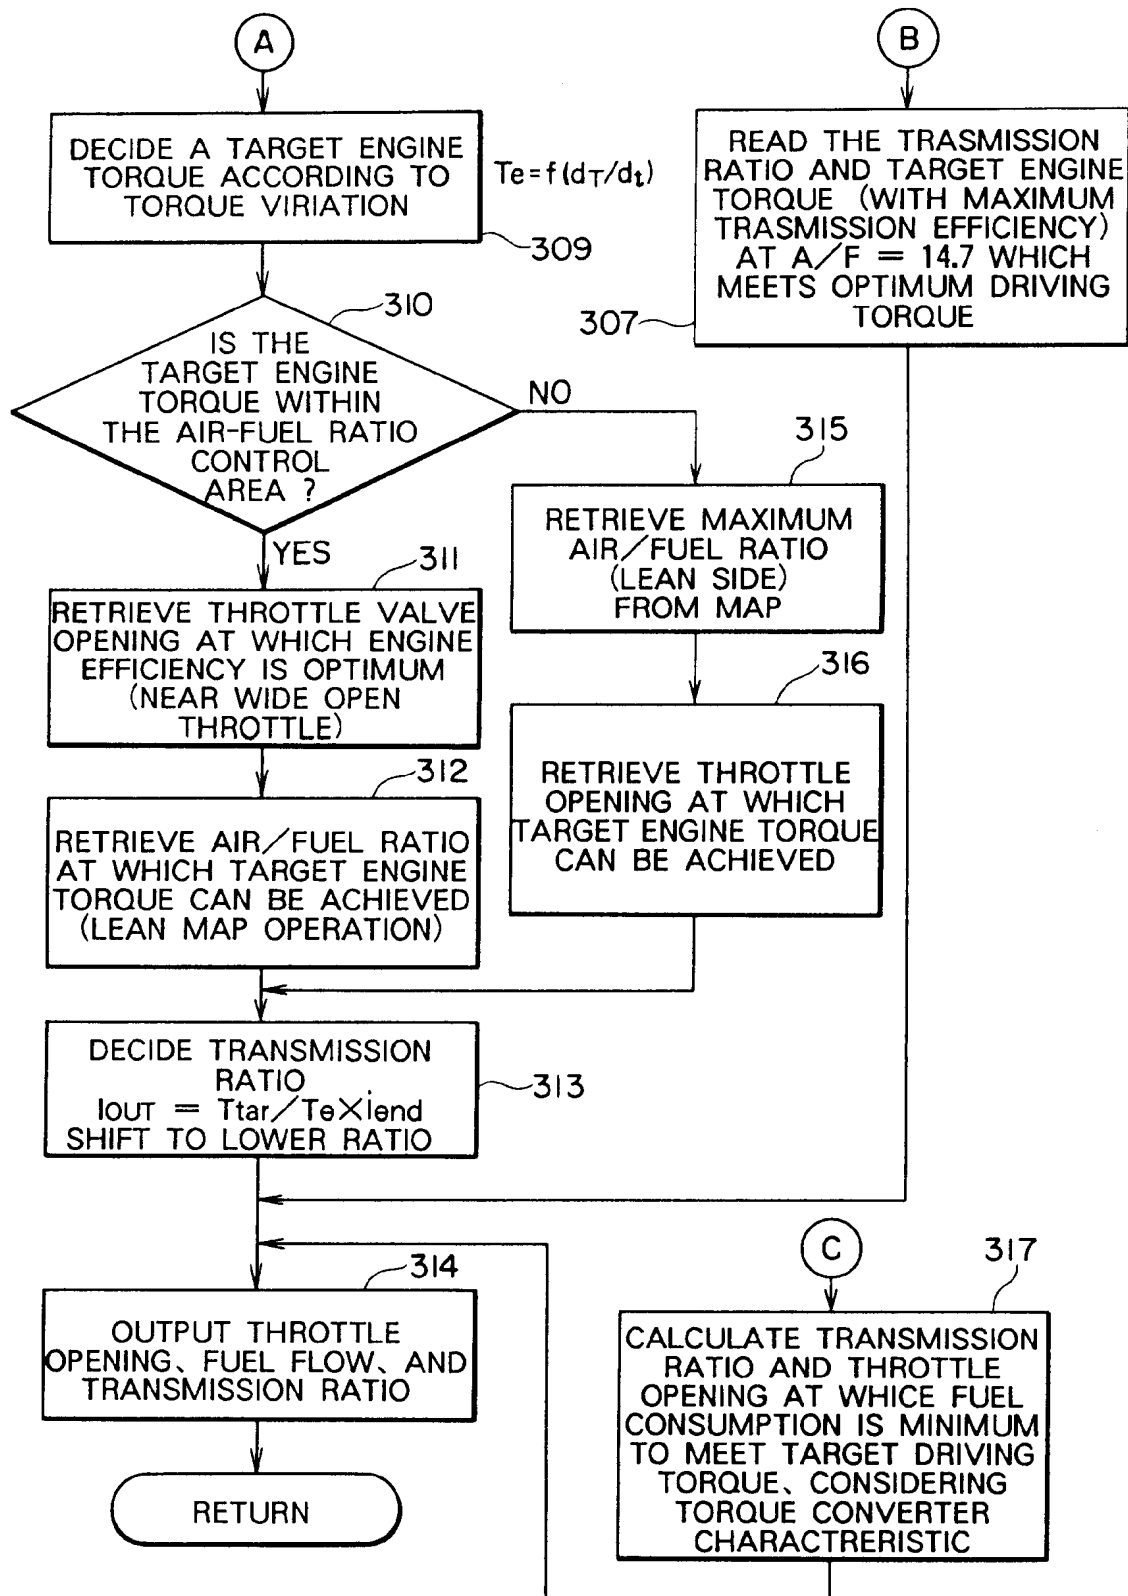 A
DECIDE A TARGET ENGINE
TORQUE ACCORDING TO
TORQUE VIRIATION
Te=f(dT/dt)
309
310
IS THE
TARGET ENGINE
TORQUE WITHIN
THE AIR-FUEL RATIO
CONTROL
AREA ?
NO
YES
311
RETRIEVE THROTTLE VALVE
OPENING AT WHICH ENGINE
EFFICIENCY IS OPTIMUM
(NEAR WIDE OPEN
THROTTLE)
312
RETRIEVE AIR/FUEL RATIO
AT WHICH TARGET ENGINE
TORQUE CAN BE ACHIEVED
(LEAN MAP OPERATION)
315
RETRIEVE MAXIMUM
AIR/FUEL RATIO
(LEAN SIDE)
FROM MAP
316
RETRIEVE THROTTLE
OPENING AT WHICH
TARGET ENGINE TORQUE
CAN BE ACHIEVED
DECIDE TRANSMISSION
RATIO
IOUT = Ttar/Te×iend
SHIFT TO LOWER RATIO
313
B
READ THE TRASMISSION
RATIO AND TARGET ENGINE
TORQUE (WITH MAXIMUM
TRASMISSION EFFICIENCY)
AT A/F = 14.7 WHICH
MEETS OPTIMUM DRIVING
TORQUE
307
314
OUTPUT THROTTLE
OPENING、FUEL FLOW、AND
TRANSMISSION RATIO
RETURN
C
317
CALCULATE TRANSMISSION
RATIO AND THROTTLE
OPENING AT WHICE FUEL
CONSUMPTION IS MINIMUM
TO MEET TARGET DRIVING
TORQUE、CONSIDERING
TORQUE CONVERTER
CHARACTRERISTIC